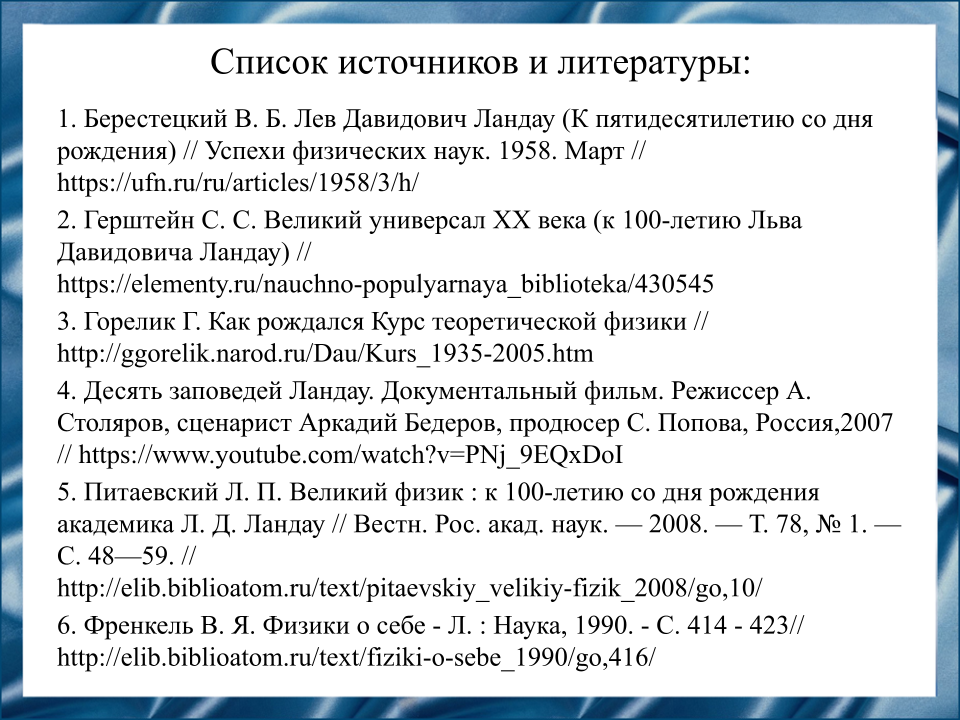 Список источников и литературы:
1. Берестецкий В. Б. Лев Давидович Ландау (К пятидесятилетию со дня
рождения) // Успехи физических наук. 1958. Март //
https://ufn.ru/ru/articles/1958/3/h/
2. Герштейн С. С. Великий универсал XX века (к 100-летию Льва
Давидовича Ландау) //
https://elementy.ru/nauchno-populyarnaya_biblioteka/430545
3. Горелик Г. Как рождался Курс теоретической физики //
http://ggorelik.narod.ru/Dau/Kurs_1935-2005.htm
4. Десять заповедей Ландау. Документальный фильм. Режиссер А.
Столяров, сценарист Аркадий Бедеров, продюсер С. Попова, Россия,2007
// https://www.youtube.com/watch?v=PNj_9EQxDoI
5. Питаевский Л. П. Великий физик : к 100-летию со дня рождения
академика Л. Д. Ландау // Вестн. Рос. акад. наук. — 2008. — Т. 78, № 1. —
С. 48—59. //
http://elib.biblioatom.ru/text/pitaevskiy_velikiy-fizik_2008/go,10/
6. Френкель В. Я. Физики о себе - Л. : Наука, 1990. - С. 414 - 423//
http://elib.biblioatom.ru/text/fiziki-o-sebe_1990/go,416/